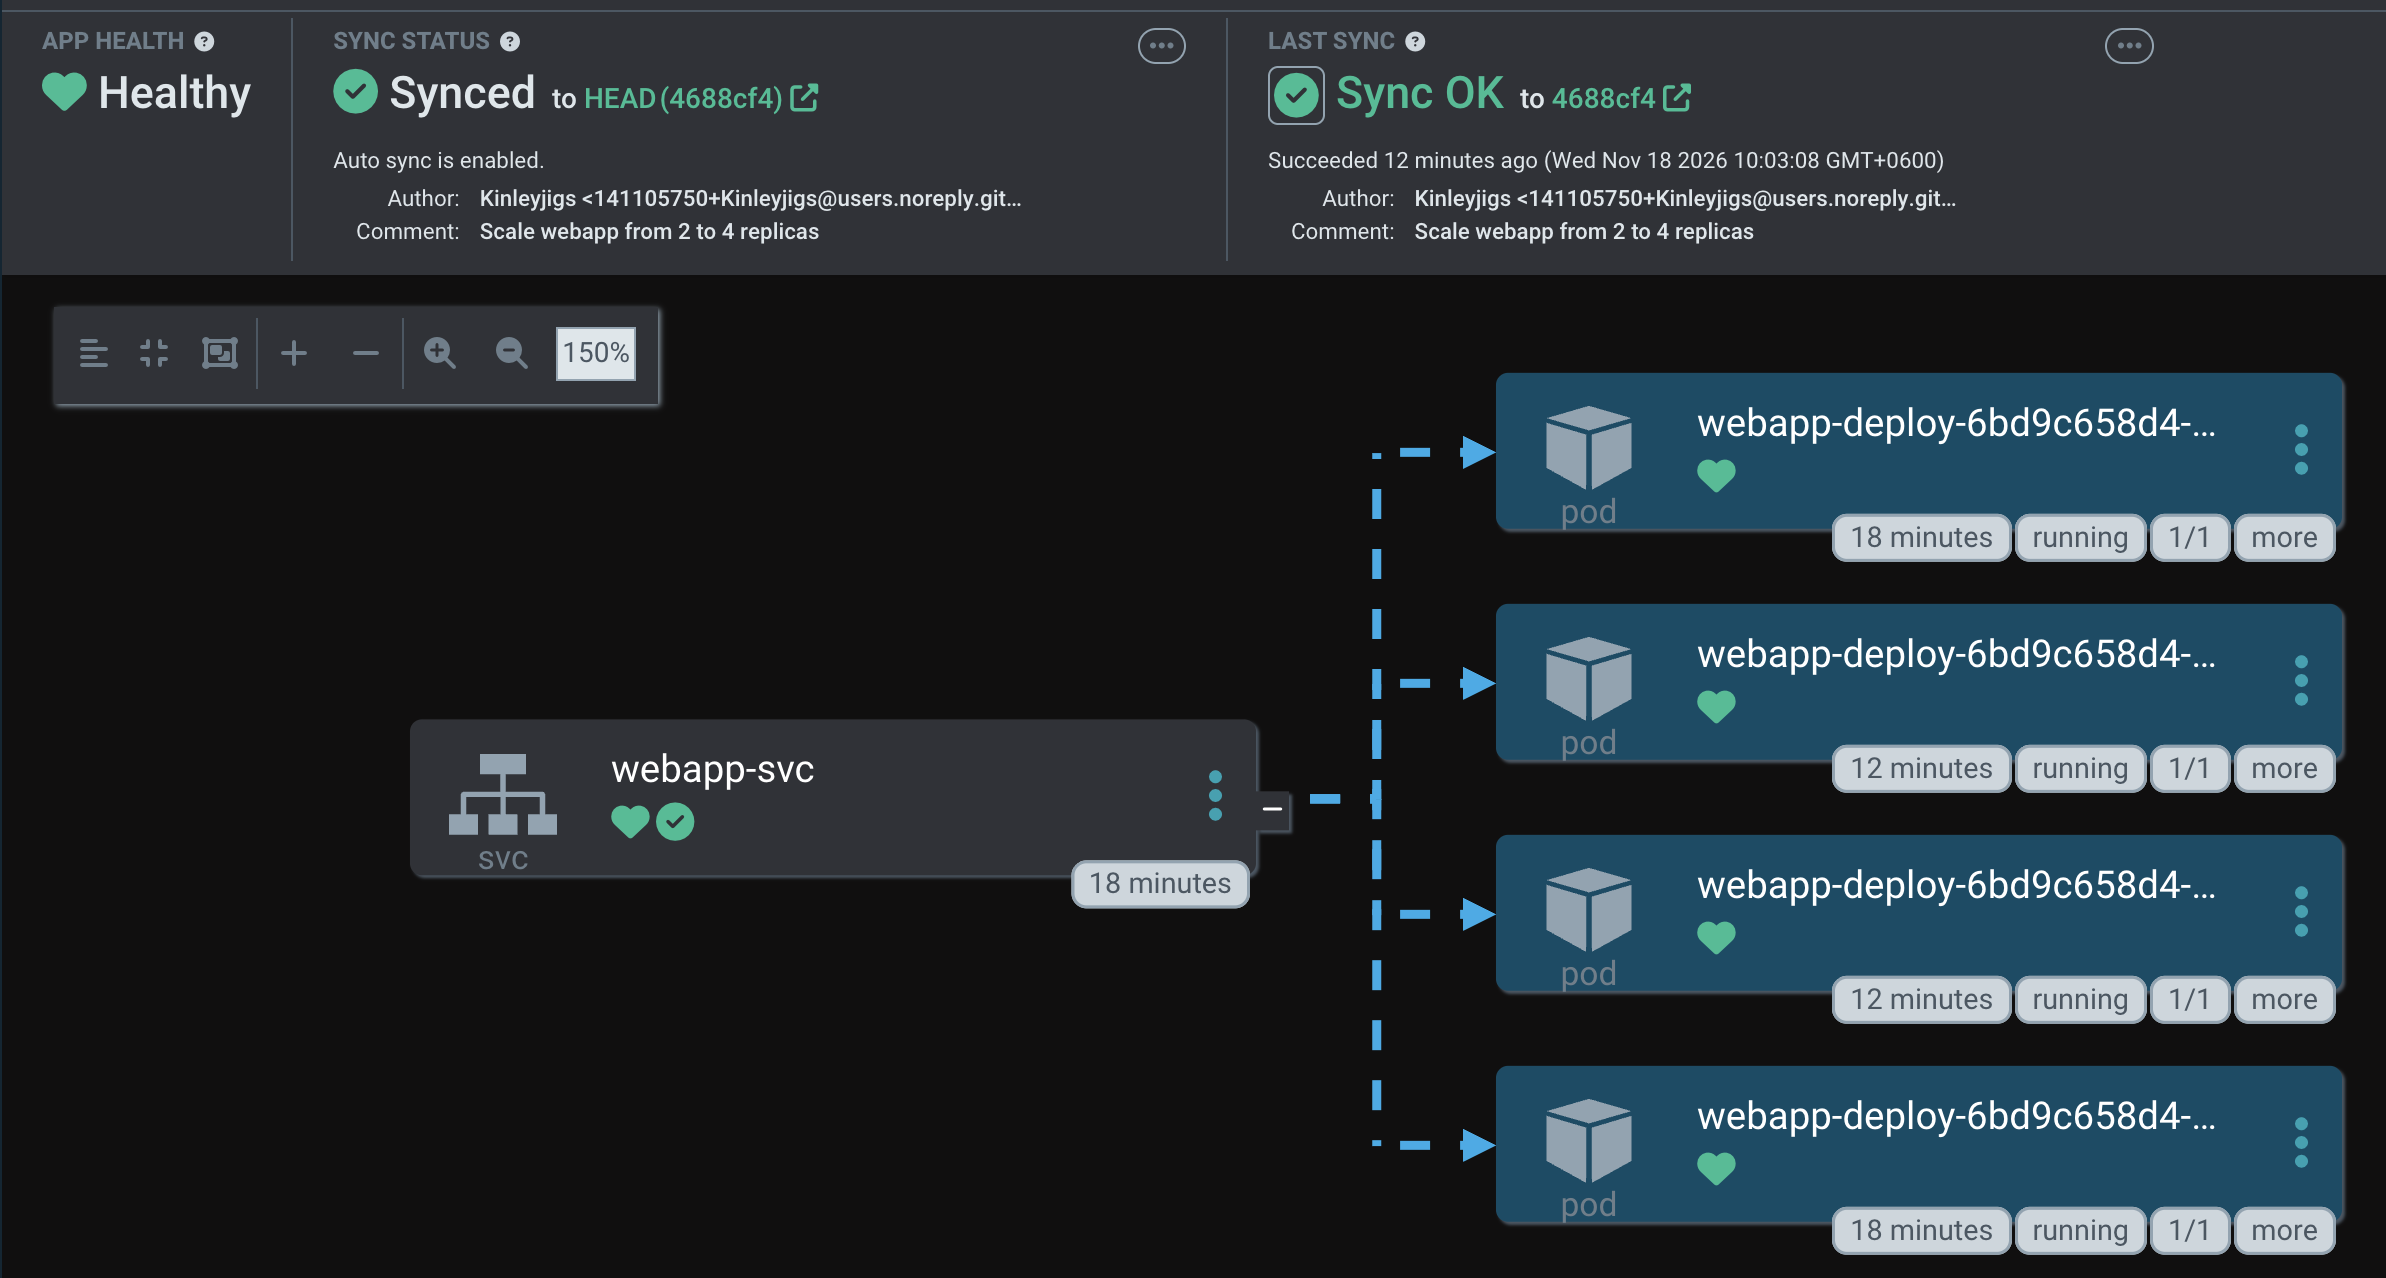 APP HEALTH
Healthy
SYNC STATUS
Synced to HEAD (4688cf4)
Auto sync is enabled.
Author: Kinleyjigs <141105750+Kinleyjigs@users.noreply.git...
Comment: Scale webapp from 2 to 4 replicas
LAST SYNC
Sync OK to 4688cf4
Succeeded 12 minutes ago (Wed Nov 18 2026 10:03:08 GMT+0600)
Author: Kinleyjigs <141105750+Kinleyjigs@users.noreply.git...
Comment: Scale webapp from 2 to 4 replicas
150%
webapp-svc
svc
18 minutes
webapp-deploy-6bd9c658d4-...
pod
18 minutes running 1/1 more
webapp-deploy-6bd9c658d4-...
pod
12 minutes running 1/1 more
webapp-deploy-6bd9c658d4-...
pod
12 minutes running 1/1 more
webapp-deploy-6bd9c658d4-...
pod
18 minutes running 1/1 more